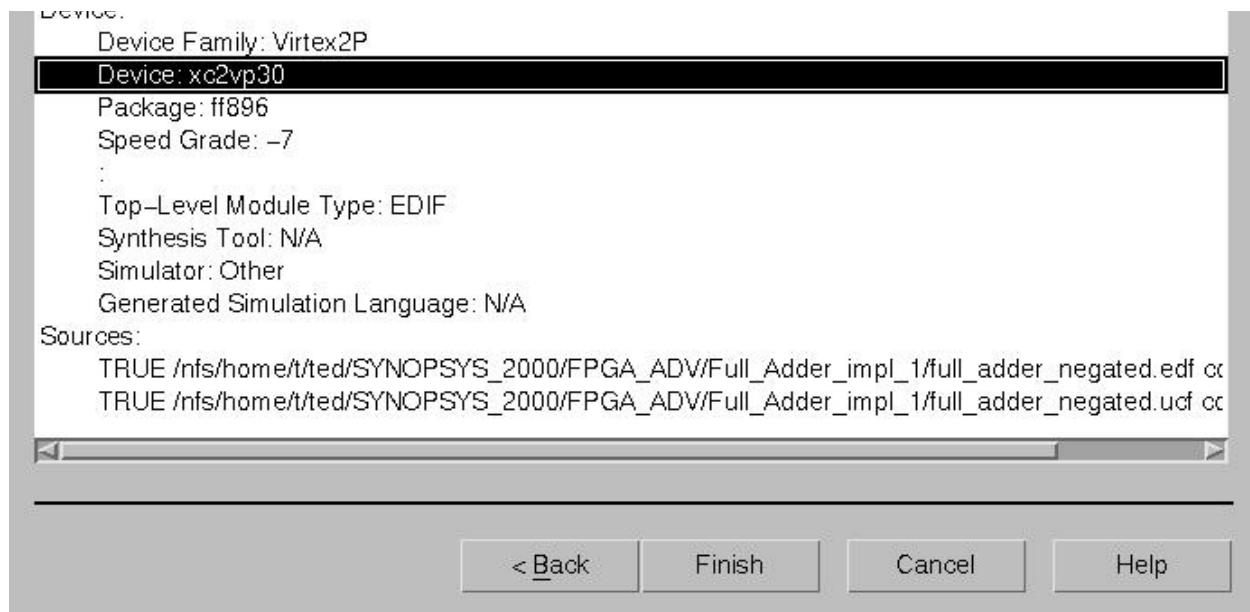 Device:
Device Family: Virtex2P
Device: xc2vp30
Package: ff896
Speed Grade: –7
:
Top–Level Module Type: EDIF
Synthesis Tool: N/A
Simulator: Other
Generated Simulation Language: N/A
Sources:
TRUE /nfs/home/t/ted/SYNOPSYS_2000/FPGA_ADV/Full_Adder_impl_1/full_adder_negated.edf
TRUE /nfs/home/t/ted/SYNOPSYS_2000/FPGA_ADV/Full_Adder_impl_1/full_adder_negated.ucf
< Back Finish Cancel Help